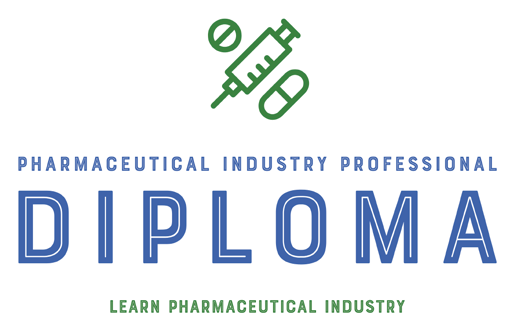 PHARMACEUTICAL INDUSTRY PROFESSIONAL
DIPLOMA
LEARN PHARMACEUTICAL INDUSTRY